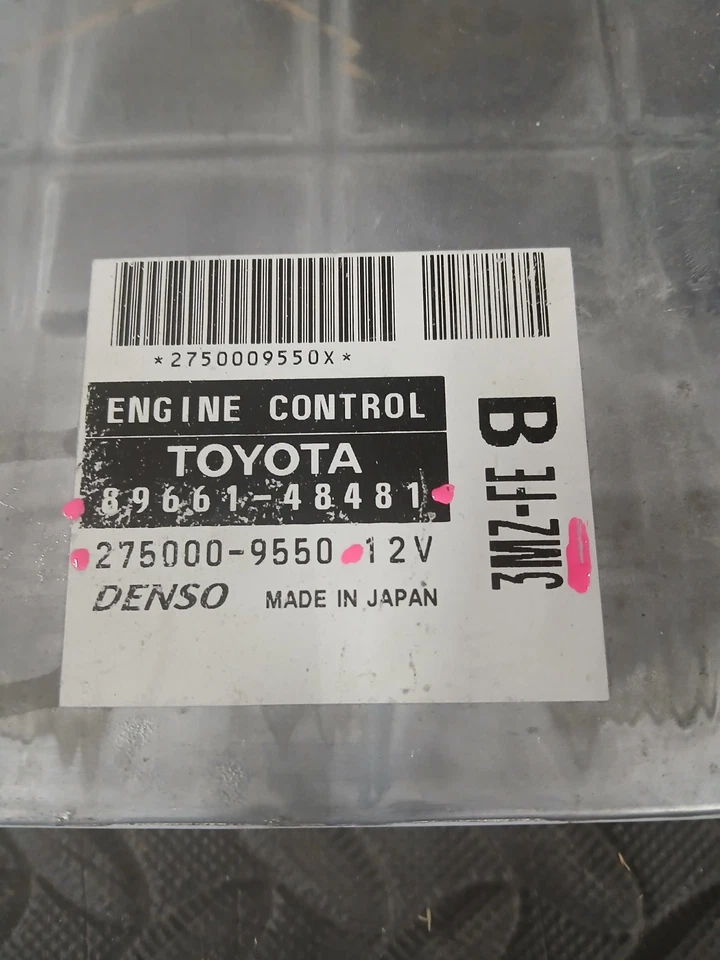 *2750009550X*
ENGINE CONTROL
TOYOTA
89661-48481
275000-9550 12V
DENSO MADE IN JAPAN
B
3MZ-FE